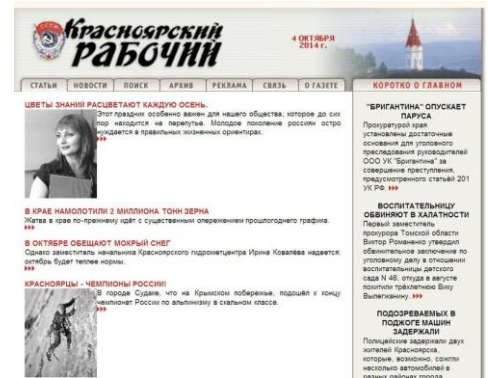 Красноярский
рабочий
4 ОКТЯБРЯ
2014 г.
СТАТЬИ НОВОСТИ ПОИСК АРХИВ РЕКЛАМА СВЯЗЬ О ГАЗЕТЕ
ЦВЕТЫ ЗНАНИЙ РАСЦВЕТАЮТ КАЖДУЮ ОСЕНЬ.
Этот праздник особенно важен для нашего общества, которое до сих
пор находится на перепутье. Молодое поколение россиян остро
нуждается в правильных жизненных ориентирах.
В КРАЕ НАМОЛОТИЛИ 2 МИЛЛИОНА ТОНН ЗЕРНА
Жатва в крае по-прежнему идёт с существенным опережением прошлогоднего графика.
В ОКТЯБРЕ ОБЕЩАЮТ МОКРЫЙ СНЕГ
Однако заместитель начальника Красноярского гидрометцентра Ирина Ковалёва надеется:
октябрь будет теплее нормы.
КРАСНОЯРЦЫ - ЧЕМПИОНЫ РОССИИ!
В городе Судаке, что на Крымском побережье, подошёл к концу
чемпионат России по альпинизму в скальном классе.
КОРОТКО О ГЛАВНОМ
"БРИГАНТИНА" ОПУСКАЕТ
ПАРУСА
Прокуратурой края
установлены достаточные
основания для уголовного
преследования руководителей
ООО УК "Бригантина" за
совершение преступления,
предусмотренного статьёй 201
УК РФ.
ВОСПИТАТЕЛЬНИЦУ
ОБВИНЯЮТ В ХАЛАТНОСТИ
Первый заместитель
прокурора Томской области
Виктор Романенко утвердил
обвинительное заключение по
уголовному делу в отношении
воспитательницы детского
сада N 48, откуда в августе
похитили трёхлетнюю Вику
Вылегжанину.
ПОДОЗРЕВАЕМЫХ В
ПОДЖОГЕ МАШИН
ЗАДЕРЖАЛИ
Полицейские задержали двух
жителей Красноярска,
которые, возможно, сожгли
несколько автомобилей в
разных районах города.